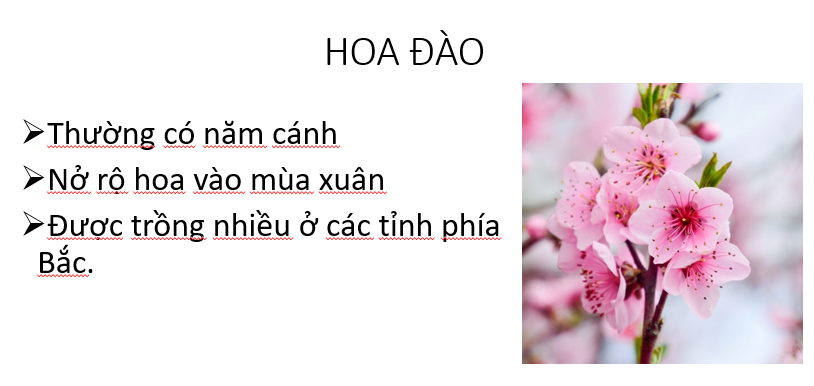 HOA ĐÀO
➢Thường có năm cánh
➢Nở rộ hoa vào mùa xuân
➢Được trồng nhiều ở các tỉnh phía
Bắc.